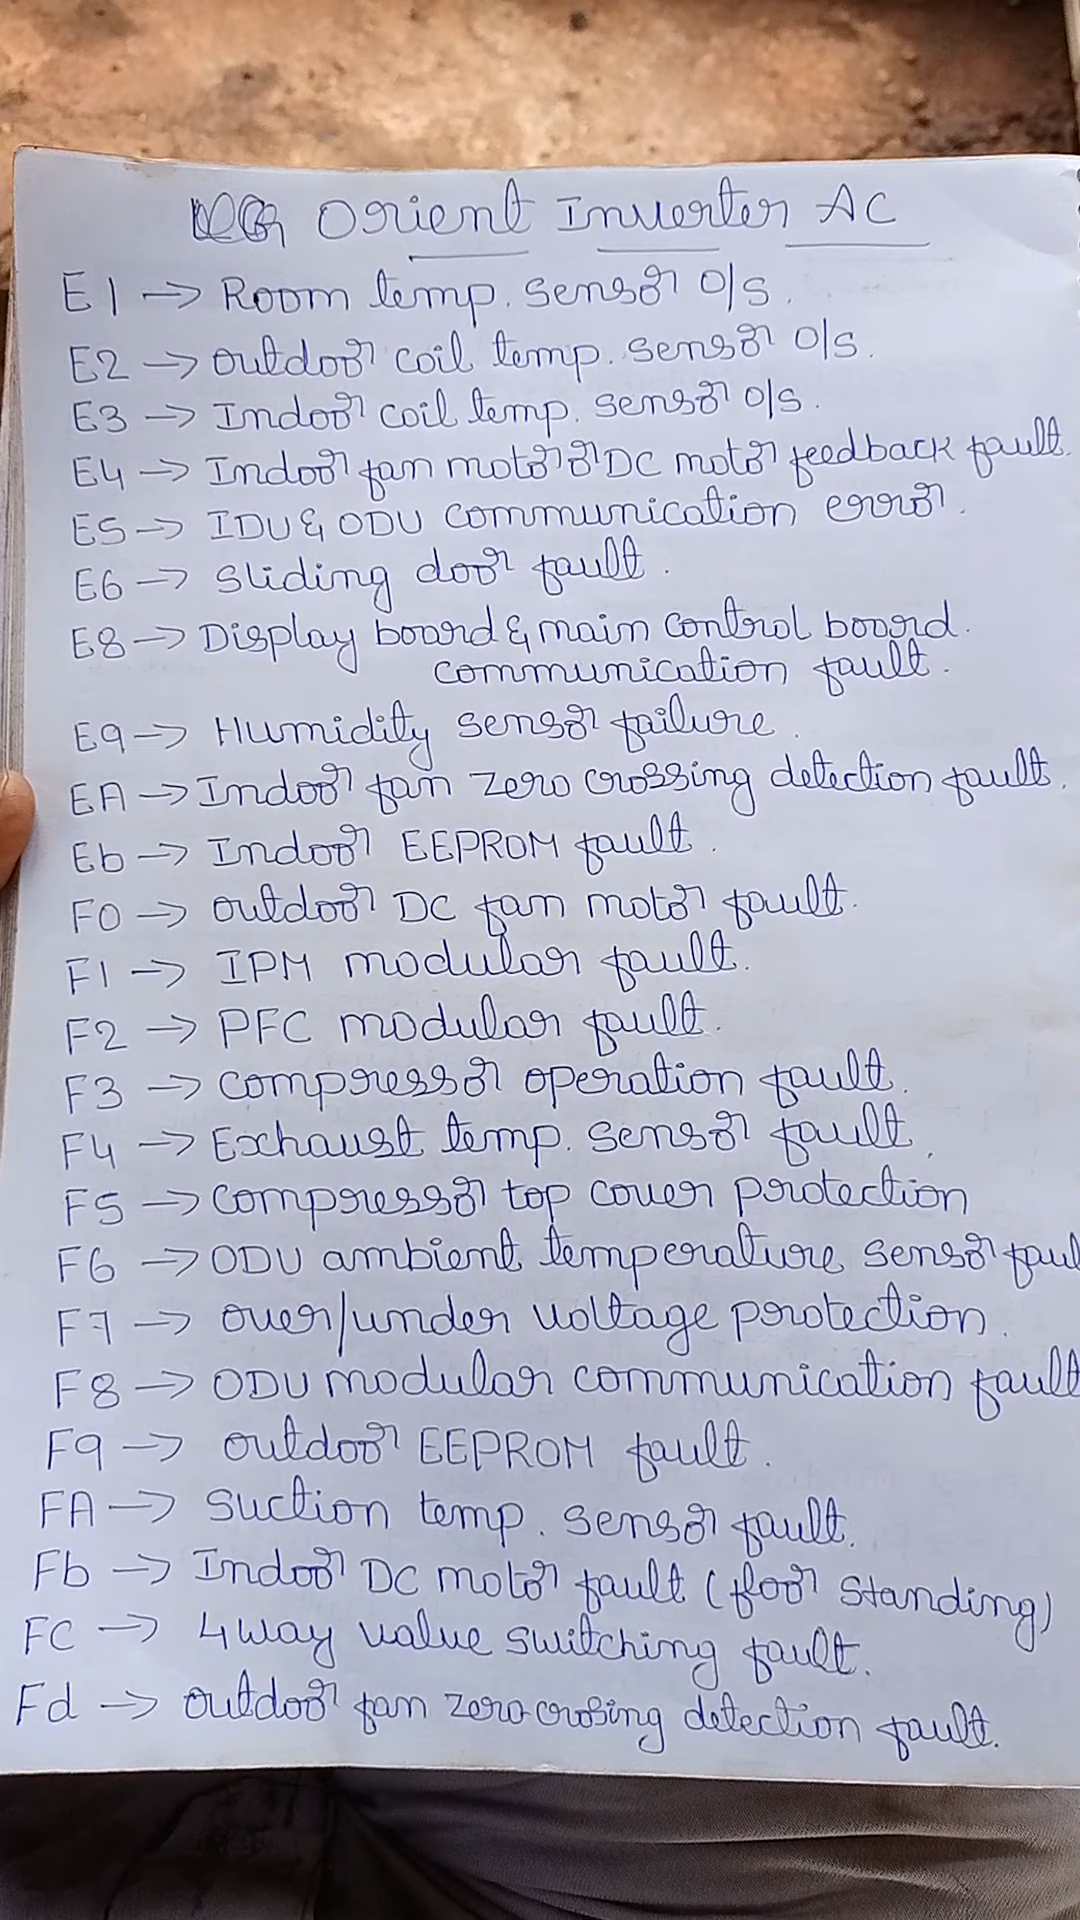 Orient Inverter AC
E1 → Room temp. sensor o/s.
E2 → outdoor coil temp. sensor o/s.
E3 → Indoor coil temp. sensor o/s.
E4 → Indoor fan motor or DC motor feedback fault.
E5 → IDU & ODU communication error.
E6 → Sliding door fault.
E8 → Display board & main control board.
communication fault.
E9 → Humidity sensor failure.
EA → Indoor fan zero crossing detection fault.
Eb → Indoor EEPROM fault.
F0 → outdoor DC fan motor fault.
F1 → IPM modular fault.
F2 → PFC modular fault.
F3 → compressor operation fault.
F4 → Exhaust temp. sensor fault.
F5 → compressor top cover protection
F6 → ODU ambient temperature sensor faul
F7 → over/under voltage protection.
F8 → ODU modular communication fault
F9 → outdoor EEPROM fault.
FA → suction temp. sensor fault.
Fb → Indoor DC motor fault (floor standing)
FC → 4 way value switching fault.
Fd → outdoor fan zero crossing detection fault.